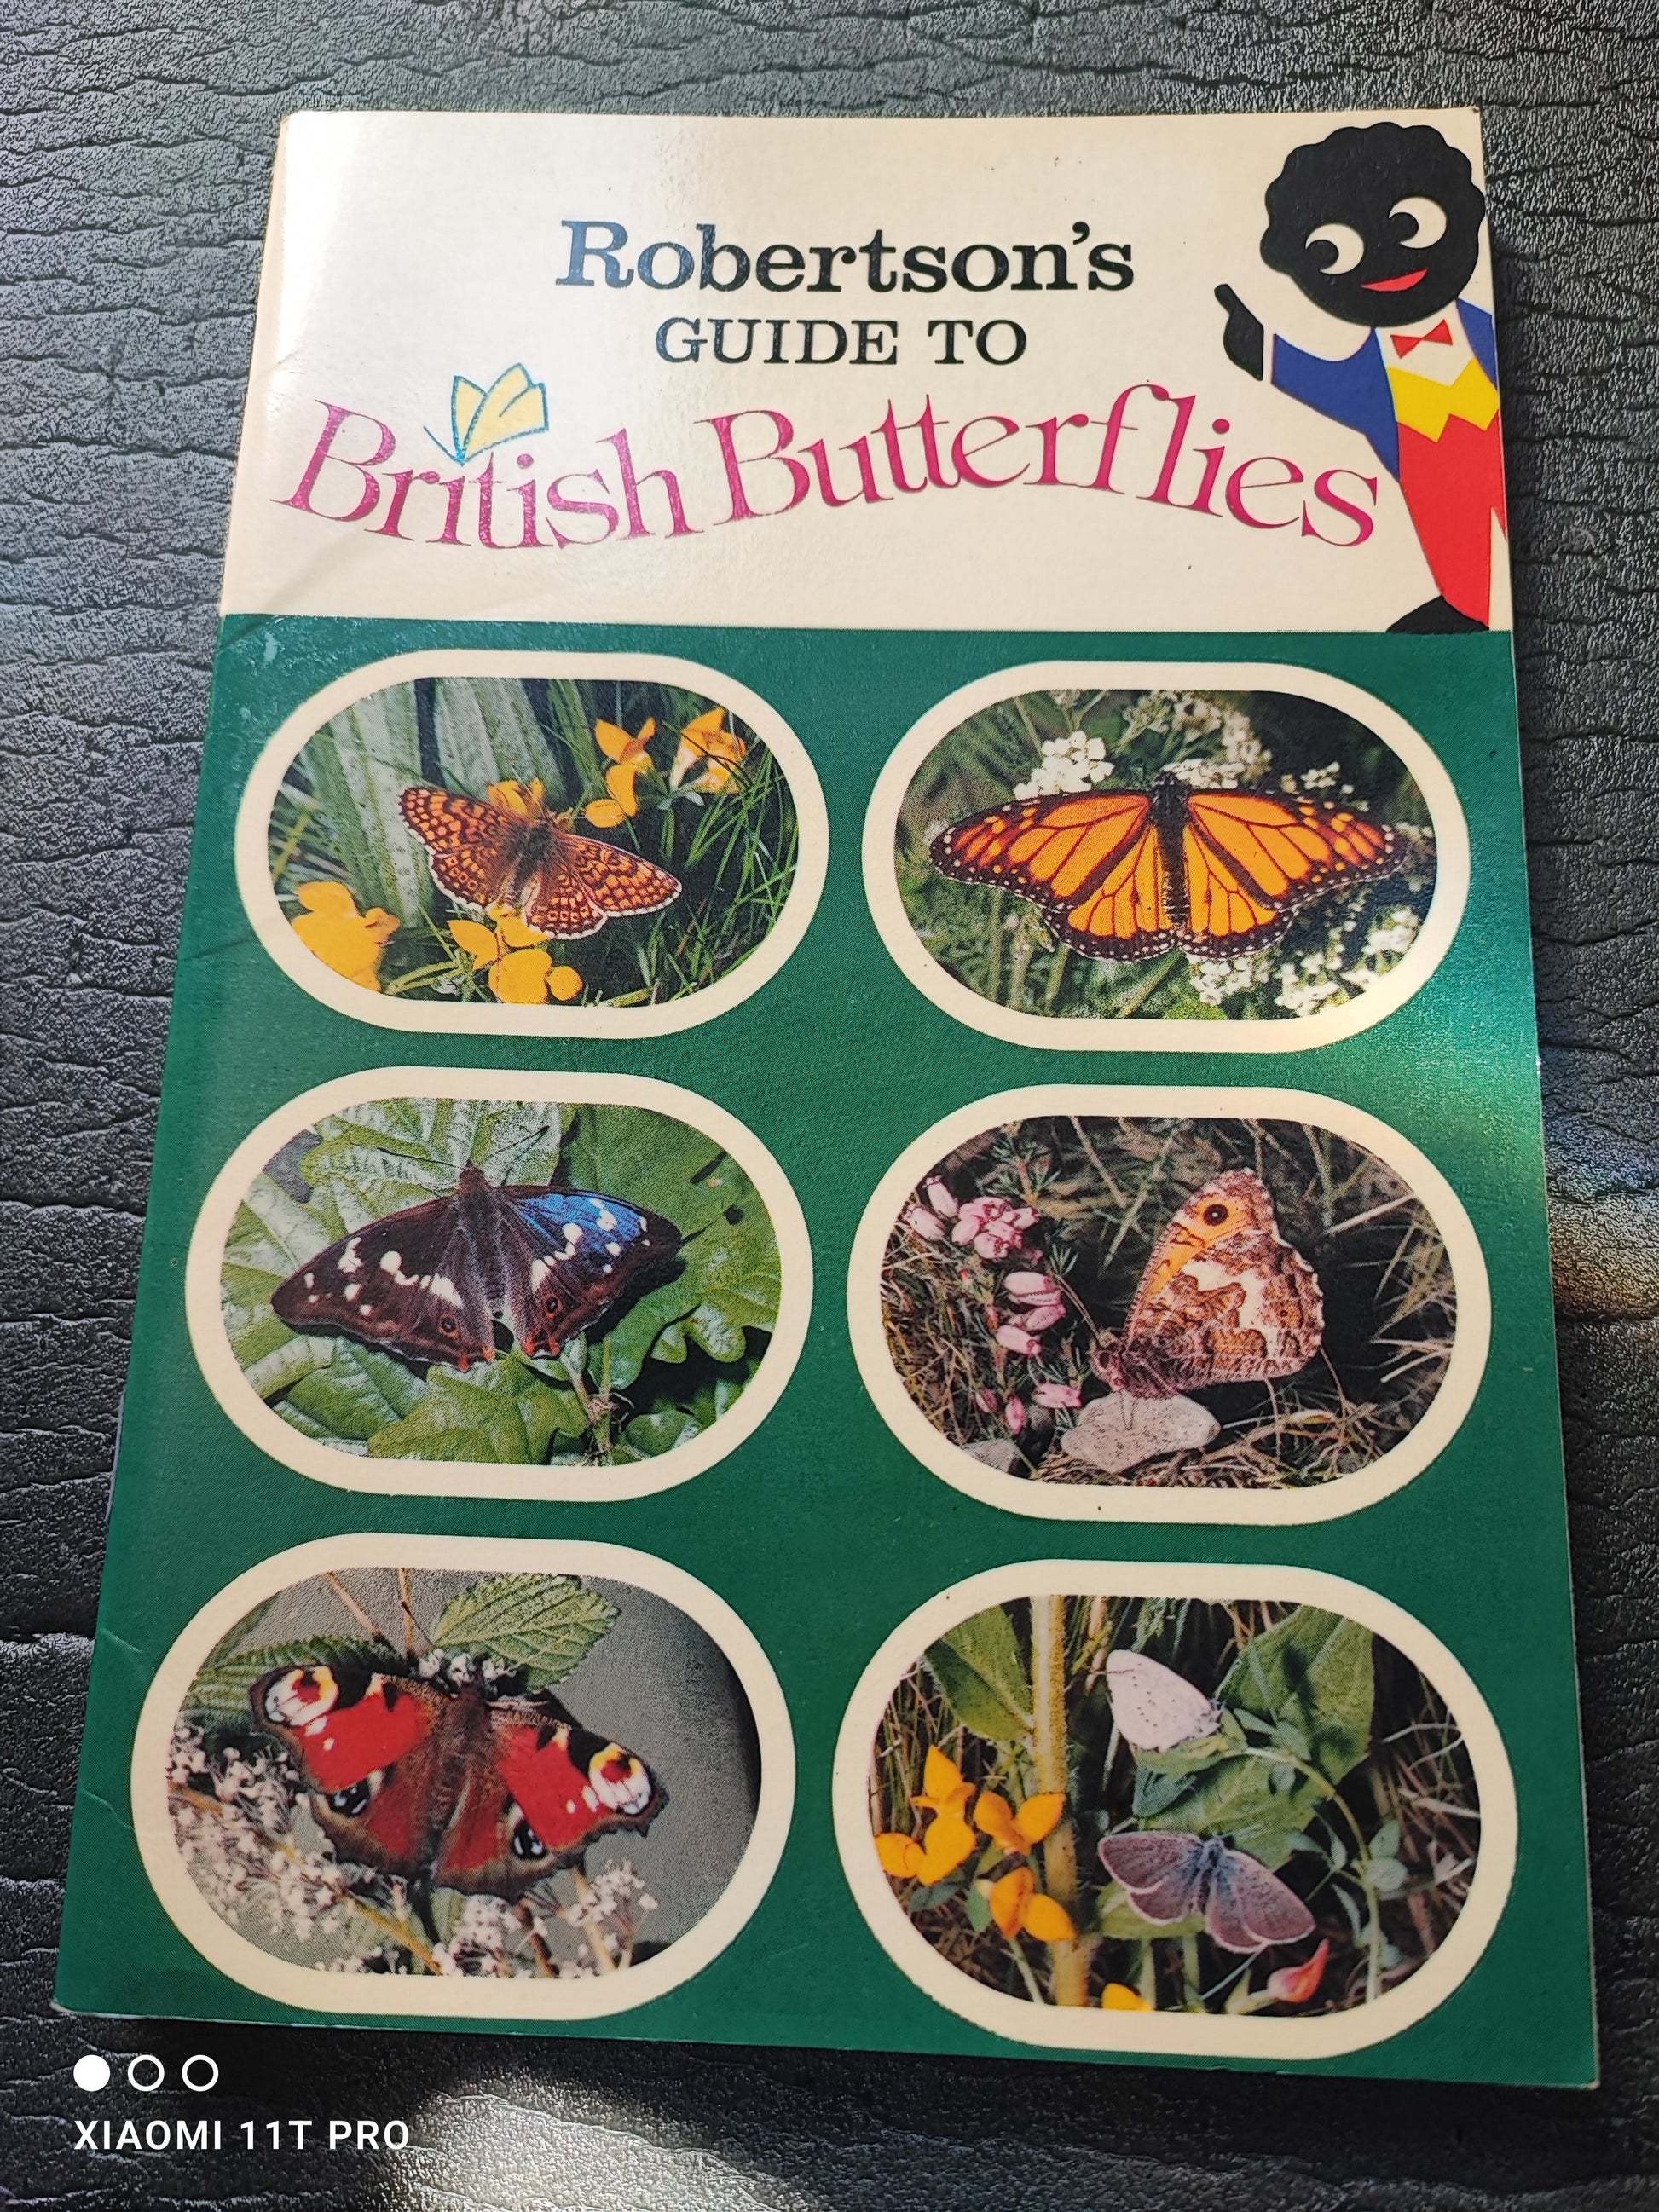 Robertson's
GUIDE TO
British Butterflies
XIAOMI 11T PRO